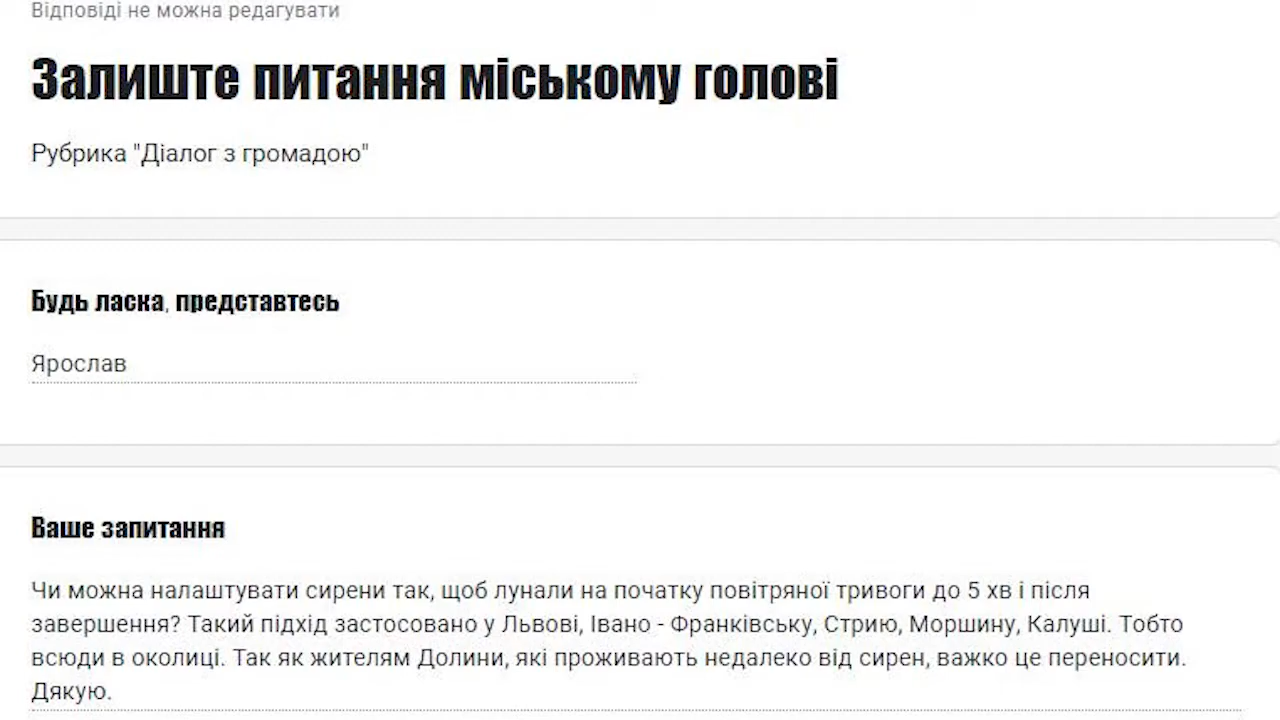 Відповіді не можна редагувати
Залиште питання міському голові
Рубрика "Діалог з громадою"
Будь ласка, представтесь
Ярослав
Ваше запитання
Чи можна налаштувати сирени так, щоб лунали на початку повітряної тривоги до 5 хв і після
завершення? Такий підхід застосовано у Львові, Івано - Франківську, Стрию, Моршину, Калуші. Тобто
всюди в околиці. Так як жителям Долини, які проживають недалеко від сирен, важко це переносити.
Дякую.